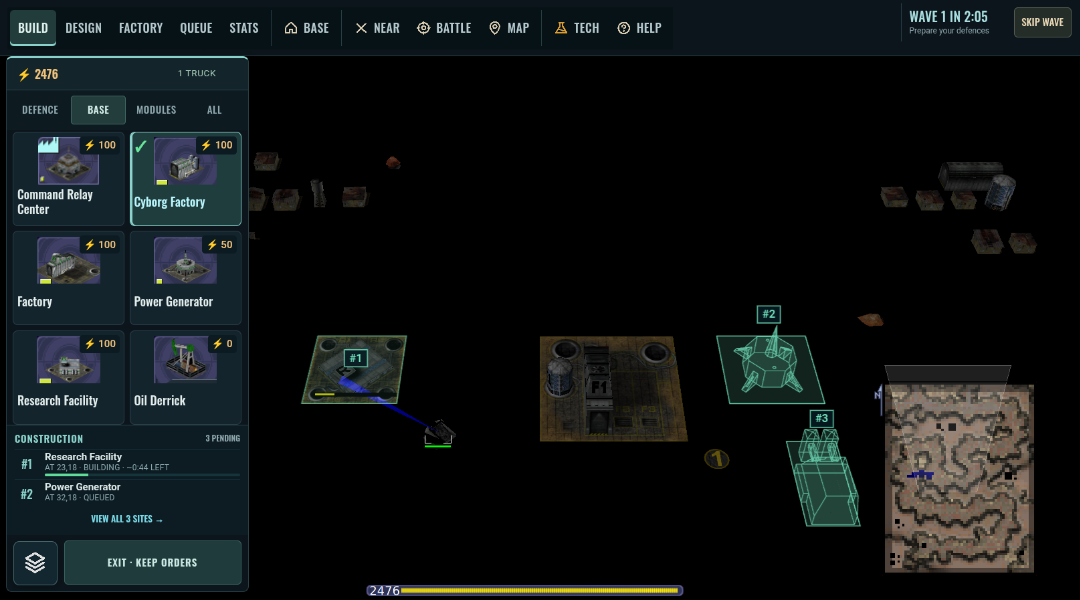 BUILD DESIGN FACTORY QUEUE STATS BASE NEAR BATTLE MAP TECH HELP
WAVE 1 IN 2:05
Prepare your defences
SKIP WAVE
2476 1 TRUCK
DEFENCE BASE MODULES ALL
100
Command Relay
Center
100
Cyborg Factory
100
Factory
50
Power Generator
100
Research Facility
0
Oil Derrick
CONSTRUCTION 3 PENDING
#1 Research Facility
AT 23,18 · BUILDING · ~0:44 LEFT
#2 Power Generator
AT 32,18 · QUEUED
VIEW ALL 3 SITES →
EXIT · KEEP ORDERS
#1
#2
#3
1
N
2476